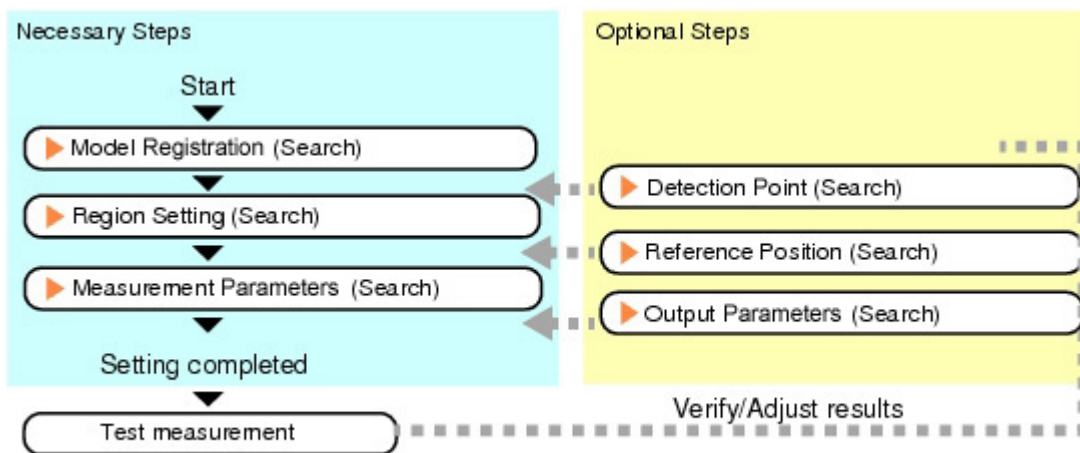 Necessary Steps
Start
Model Registration (Search)
Region Setting (Search)
Measurement Parameters (Search)
Setting completed
Test measurement
Optional Steps
Detection Point (Search)
Reference Position (Search)
Output Parameters (Search)
Verify/Adjust results